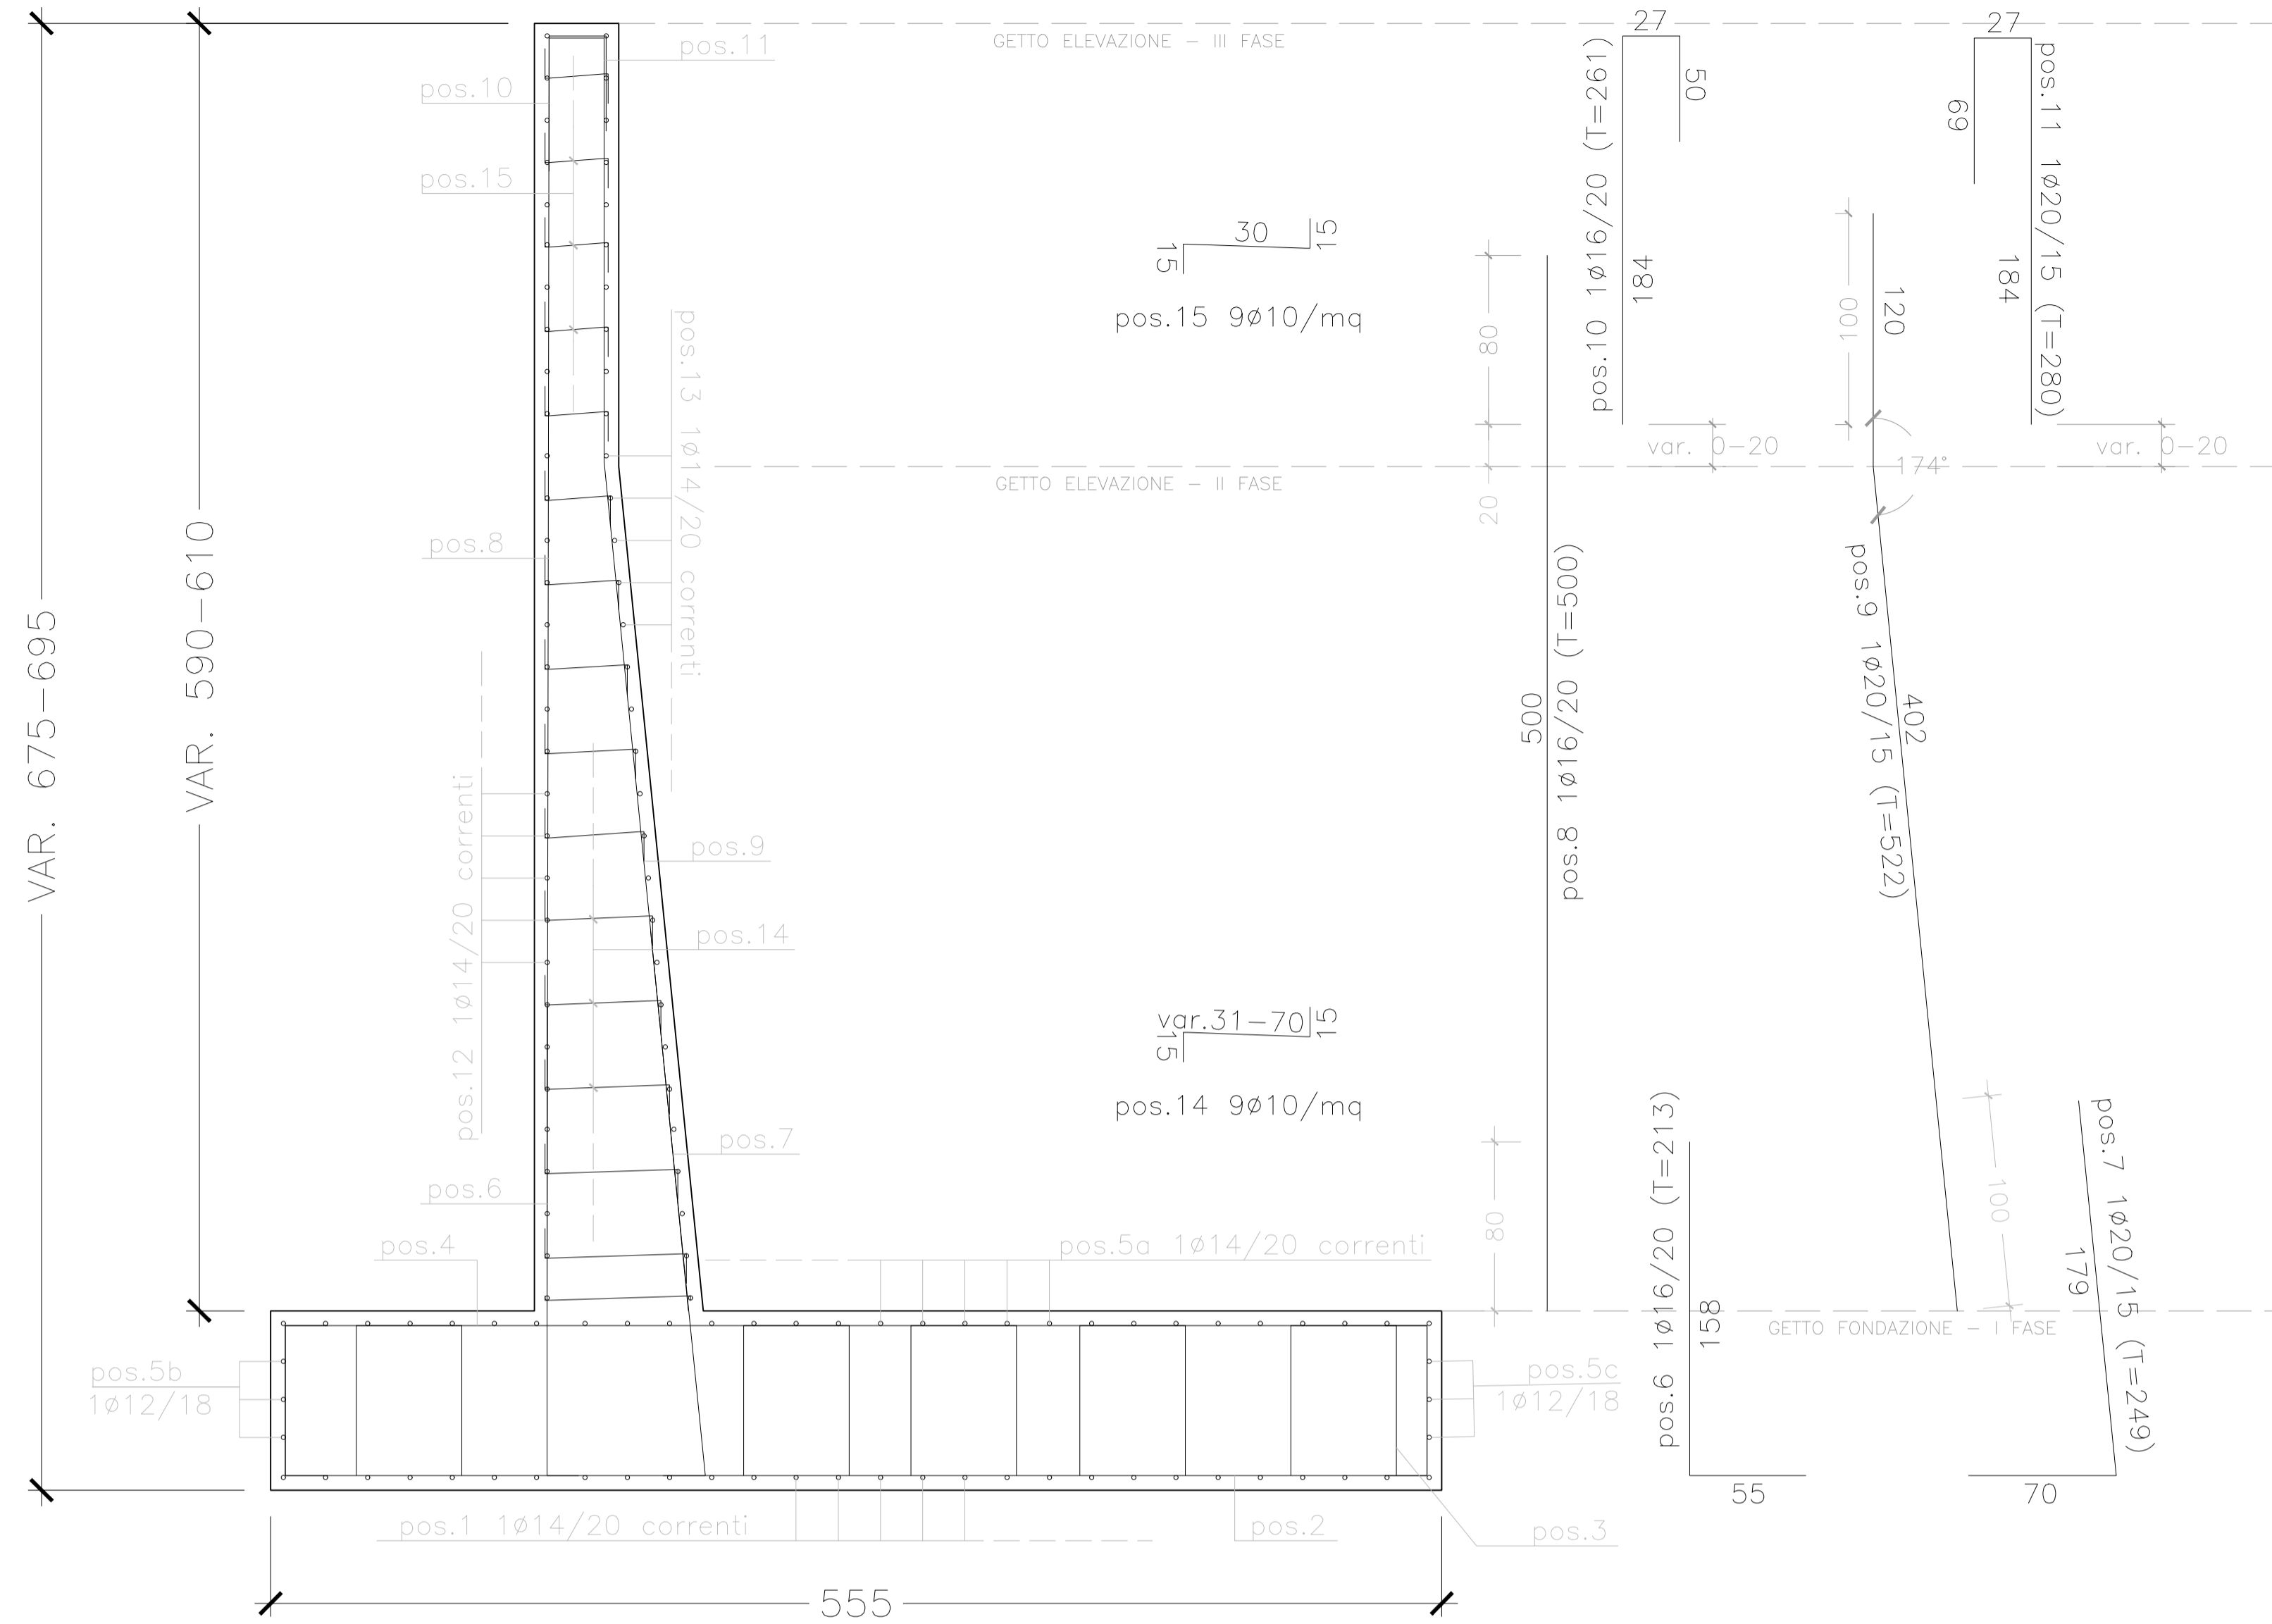 VAR. 675-695
VAR. 590-610
555
GETTO ELEVAZIONE - III FASE
GETTO ELEVAZIONE - II FASE
GETTO FONDAZIONE - I FASE
pos.11
pos.10
pos.15
pos.13 1ø14/20 correnti
pos.8
pos.12 1ø14/20 correnti
pos.9
pos.14
pos.7
pos.6
pos.4
pos.5a 1ø14/20 correnti
pos.5b
1ø12/18
pos.5c
1ø12/18
pos.1 1ø14/20 correnti
pos.2
pos.3
15
30
15
pos.15 9ø10/mq
15
var.31-70
15
pos.14 9ø10/mq
80
20
500
pos.8 1ø16/20 (T=500)
80
27
50
184
pos.10 1ø16/20 (T=261)
var. 0-20
27
69
184
pos.11 1ø20/15 (T=280)
var. 0-20
100
120
174°
402
pos.9 1ø20/15 (T=522)
pos.6 1ø16/20 (T=213)
158
55
100
pos.7 1ø20/15 (T=249)
179
70